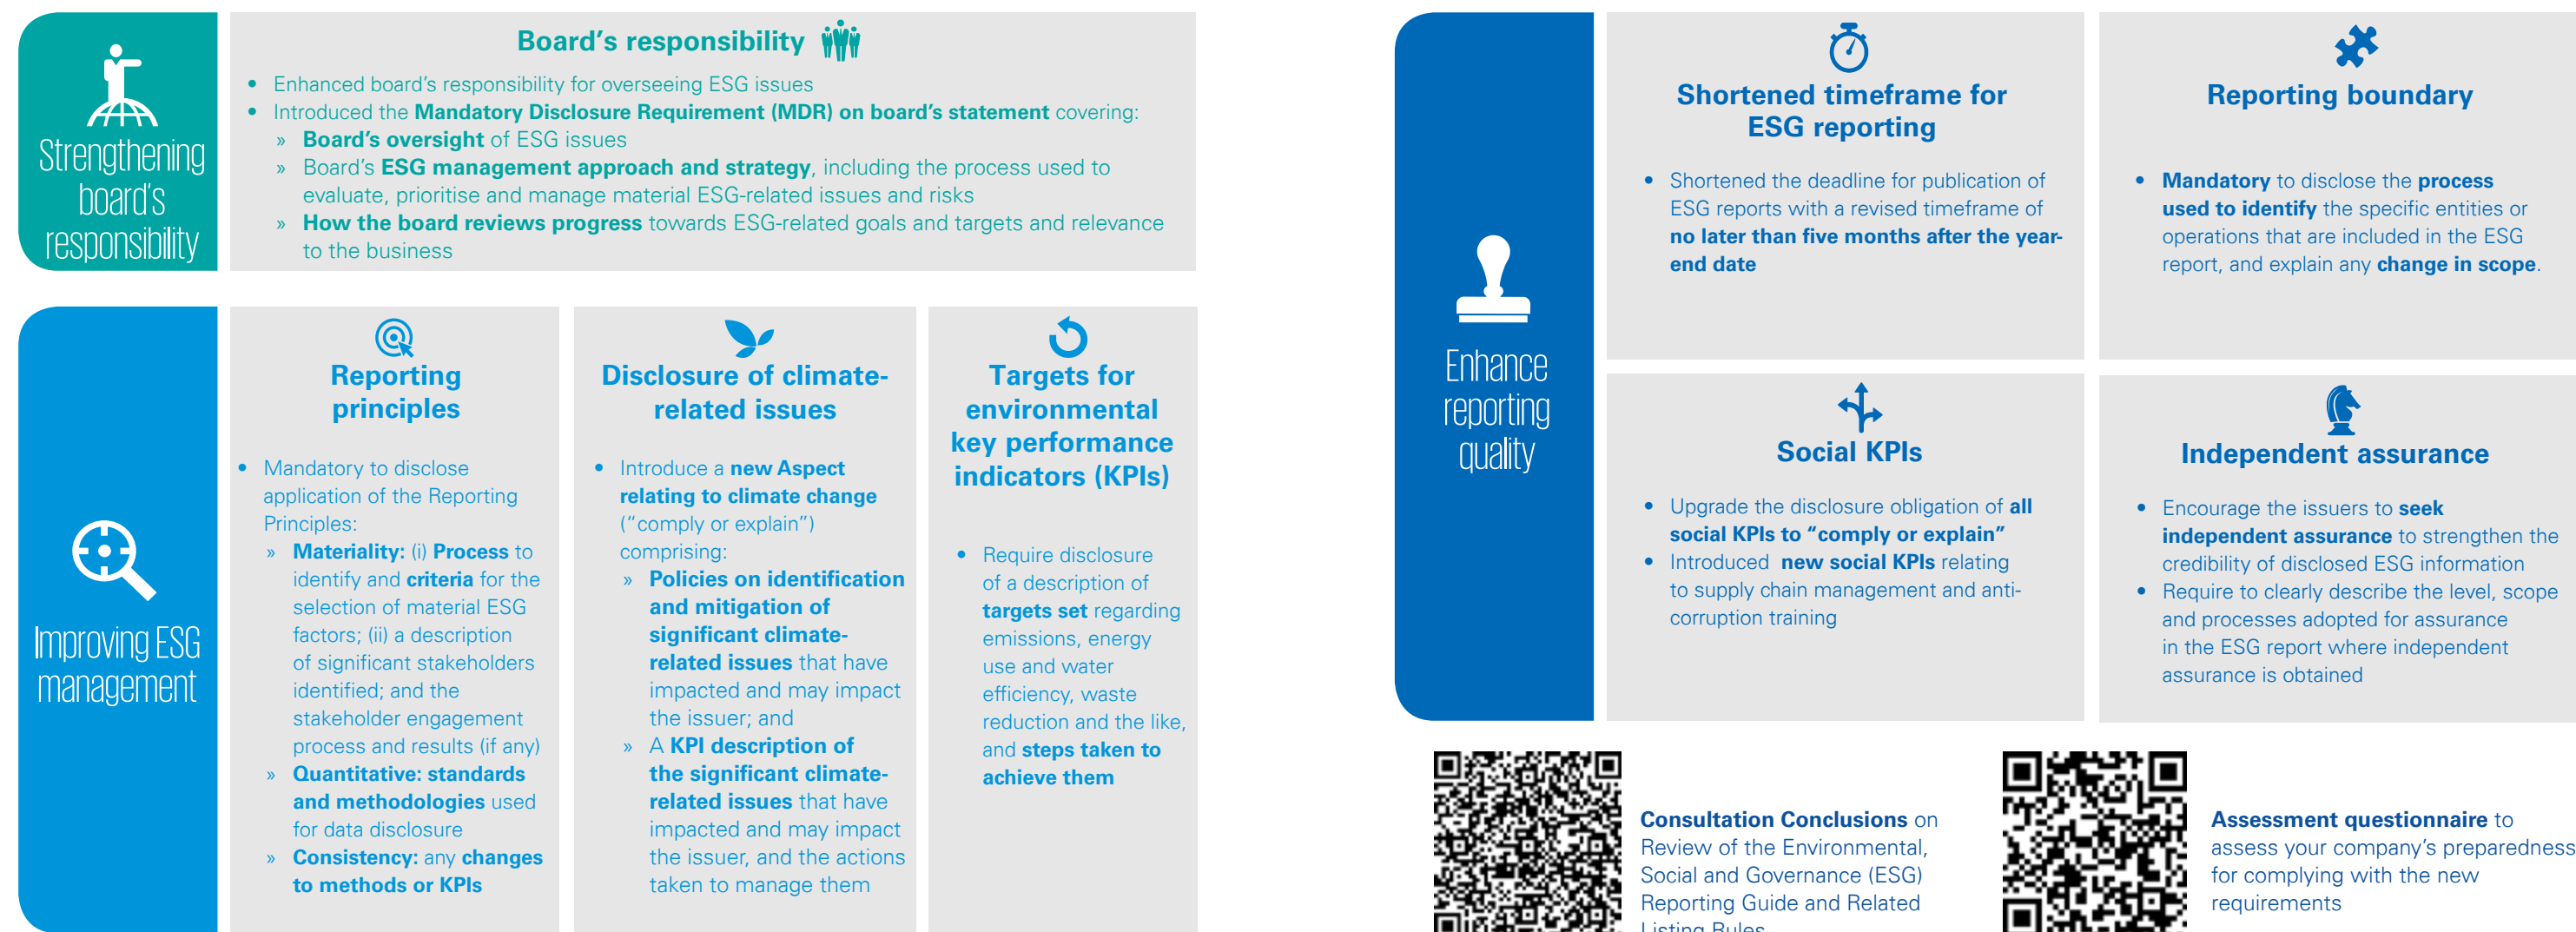 Strengthening
board's
responsibility
Board's responsibility
• Enhanced board's responsibility for overseeing ESG issues
• Introduced the Mandatory Disclosure Requirement (MDR) on board's statement covering:
» Board's oversight of ESG issues
» Board's ESG management approach and strategy, including the process used to
evaluate, prioritise and manage material ESG-related issues and risks
» How the board reviews progress towards ESG-related goals and targets and relevance
to the business
Improving ESG
management
Reporting
principles
• Mandatory to disclose
application of the Reporting
Principles:
» Materiality: (i) Process to
identify and criteria for the
selection of material ESG
factors; (ii) a description
of significant stakeholders
identified; and the
stakeholder engagement
process and results (if any)
» Quantitative: standards
and methodologies used
for data disclosure
» Consistency: any changes
to methods or KPIs
Disclosure of climate-
related issues
• Introduce a new Aspect
relating to climate change
(“comply or explain”)
comprising:
» Policies on identification
and mitigation of
significant climate-
related issues that have
impacted and may impact
the issuer; and
» A KPI description of
the significant climate-
related issues that have
impacted and may impact
the issuer, and the actions
taken to manage them
Targets for
environmental
key performance
indicators (KPIs)
• Require disclosure
of a description of
targets set regarding
emissions, energy
use and water
efficiency, waste
reduction and the like,
and steps taken to
achieve them
Enhance
reporting
quality
Shortened timeframe for
ESG reporting
• Shortened the deadline for publication of
ESG reports with a revised timeframe of
no later than five months after the year-
end date
Reporting boundary
• Mandatory to disclose the process
used to identify the specific entities or
operations that are included in the ESG
report, and explain any change in scope.
Social KPIs
• Upgrade the disclosure obligation of all
social KPIs to “comply or explain”
• Introduced new social KPIs relating
to supply chain management and anti-
corruption training
Independent assurance
• Encourage the issuers to seek
independent assurance to strengthen the
credibility of disclosed ESG information
• Require to clearly describe the level, scope
and processes adopted for assurance
in the ESG report where independent
assurance is obtained
Consultation Conclusions on
Review of the Environmental,
Social and Governance (ESG)
Reporting Guide and Related
Listing Rules
Assessment questionnaire to
assess your company's preparedness
for complying with the new
requirements